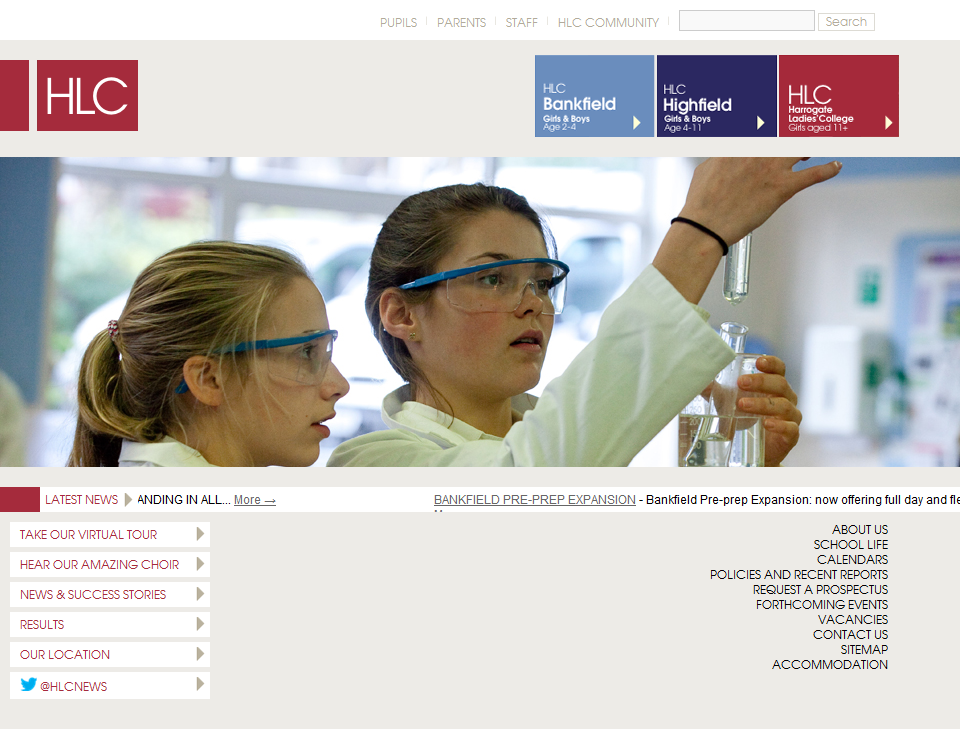 PUPILS PARENTS STAFF HLC COMMUNITY Search
HLC
HLC
Bankfield
Girls & Boys
Age 2-4
HLC
Highfield
Girls & Boys
Age 4-11
HLC
Harrogate
Ladies' College
Girls aged 11+
LATEST NEWS ANDING IN ALL... More → BANKFIELD PRE-PREP EXPANSION - Bankfield Pre-prep Expansion: now offering full day and fle
TAKE OUR VIRTUAL TOUR
HEAR OUR AMAZING CHOIR
NEWS & SUCCESS STORIES
RESULTS
OUR LOCATION
@HLCNEWS
ABOUT US
SCHOOL LIFE
CALENDARS
POLICIES AND RECENT REPORTS
REQUEST A PROSPECTUS
FORTHCOMING EVENTS
VACANCIES
CONTACT US
SITEMAP
ACCOMMODATION